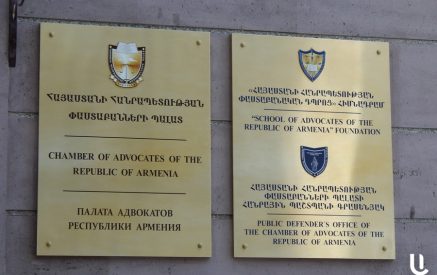 ՀԱՅԱՍՏԱՆԻ ՀԱՆՐԱՊԵՏՈՒԹՅԱՆ
ՓԱՍՏԱԲԱՆՆԵՐԻ ՊԱԼԱՏ
CHAMBER OF ADVOCATES OF THE
REPUBLIC OF ARMENIA
ПАЛАТА АДВОКАТОВ
РЕСПУБЛИКИ АРМЕНИЯ
«ՀԱՅԱՍՏԱՆԻ ՀԱՆՐԱՊԵՏՈՒԹՅԱՆ
ՓԱՍՏԱԲԱՆԱԿԱՆ ԴՊՐՈՑ» ՀԻՄՆԱԴՐԱՄ
"SCHOOL OF ADVOCATES OF THE
REPUBLIC OF ARMENIA" FOUNDATION
ՀԱՅԱՍՏԱՆԻ ՀԱՆՐԱՊԵՏՈՒԹՅԱՆ
ՓԱՍՏԱԲԱՆՆԵՐԻ ՊԱԼԱՏԻ
ՀԱՆՐԱՅԻՆ ՊԱՇՏՊԱՆԻ ԳՐԱՍԵՆՅԱԿ
PUBLIC DEFENDER'S OFFICE OF
THE CHAMBER OF ADVOCATES OF THE
REPUBLIC OF ARMENIA